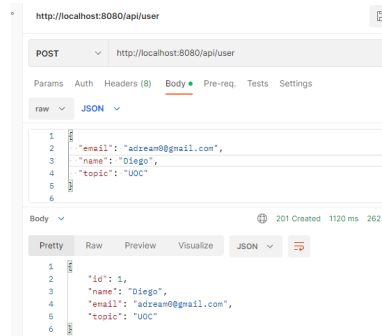 http://localhost:8080/api/user
POST http://localhost:8080/api/user
Params Auth Headers (8) Body Pre-req. Tests Settings
raw JSON
1 {
2 "email": "adream0@gmail.com",
3 "name": "Diego",
4 "topic": "UOC"
5 }
6
Body 201 Created 1120 ms 262
Pretty Raw Preview Visualize JSON
1 {
2 "id": 1,
3 "name": "Diego",
4 "email": "adream0@gmail.com",
5 "topic": "UOC"
6 }